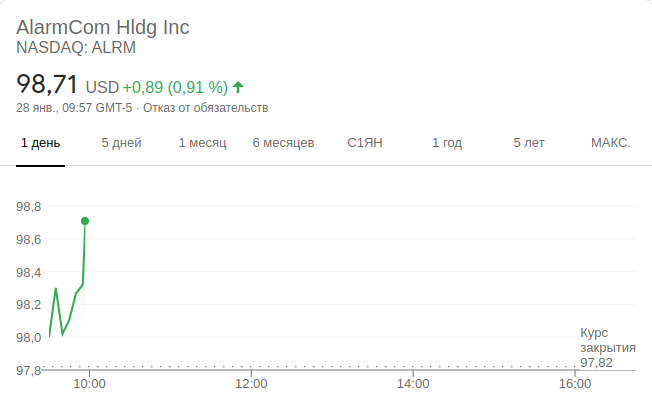 AlarmCom Hldg Inc
NASDAQ: ALRM
98,71 USD +0,89 (0,91 %)
28 янв., 09:57 GMT-5 · Отказ от обязательств
1 день 5 дней 1 месяц 6 месяцев С1ЯН 1 год 5 лет МАКС.
98,8
98,6
98,4
98,2
98,0
Курс
закрытия
97,82
97,8
10:00 12:00 14:00 16:00